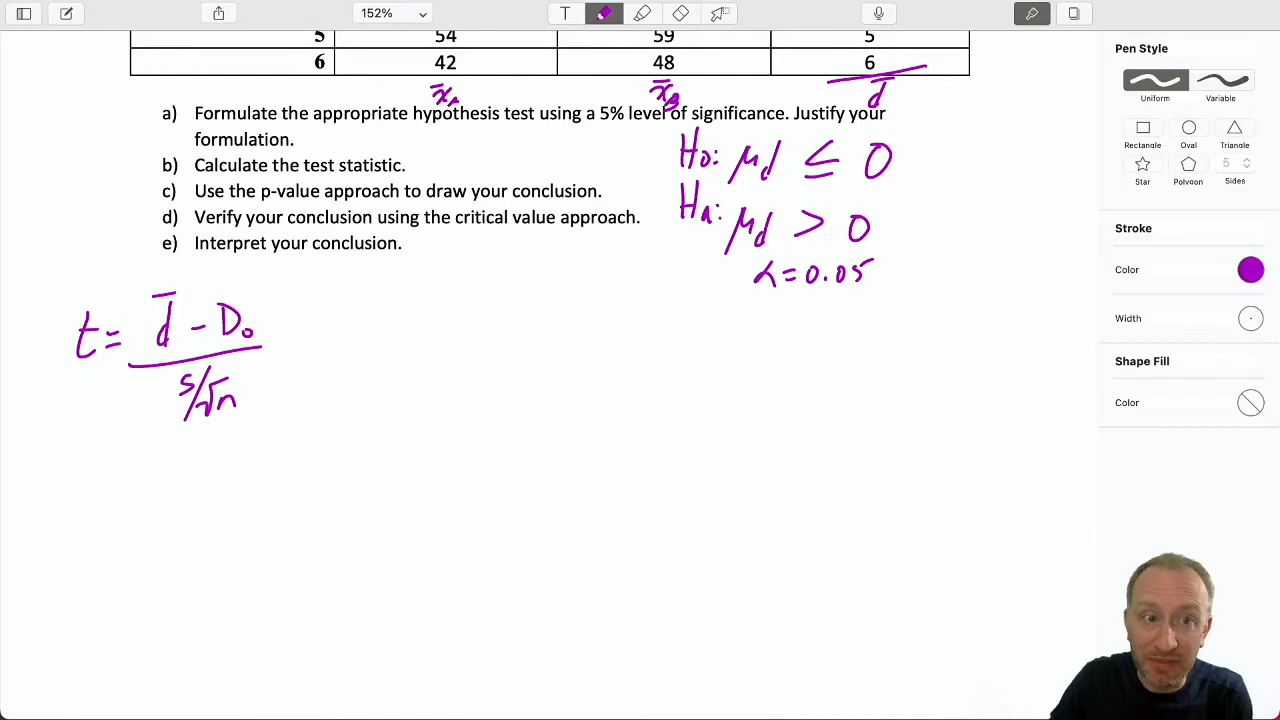 152%
T
5 54 59 5
6 42 48 6
x̄A x̄B d̄
a) Formulate the appropriate hypothesis test using a 5% level of significance. Justify your
formulation.
b) Calculate the test statistic.
c) Use the p-value approach to draw your conclusion.
d) Verify your conclusion using the critical value approach.
e) Interpret your conclusion.
H0: μd ≤ 0
HA: μd > 0
α=0.05
t= d̄ - D0
s/√n
Pen Style
Uniform Variable
Rectangle Oval Triangle
5
Star Polygon Sides
Stroke
Color
Width
Shape Fill
Color